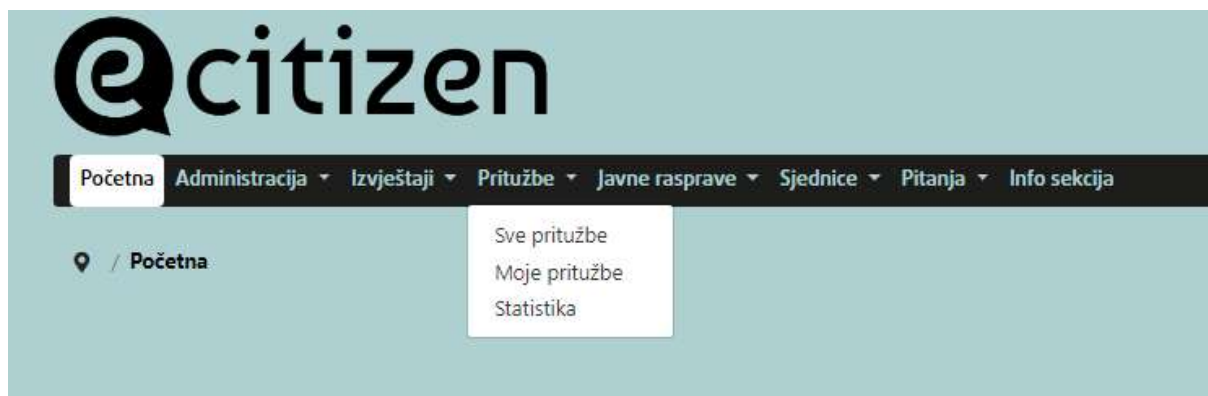 ecitizen
Početna Administracija Izvještaji Pritužbe Javne rasprave Sjednice Pitanja Info sekcija
Sve pritužbe
/ Početna
Moje pritužbe
Statistika